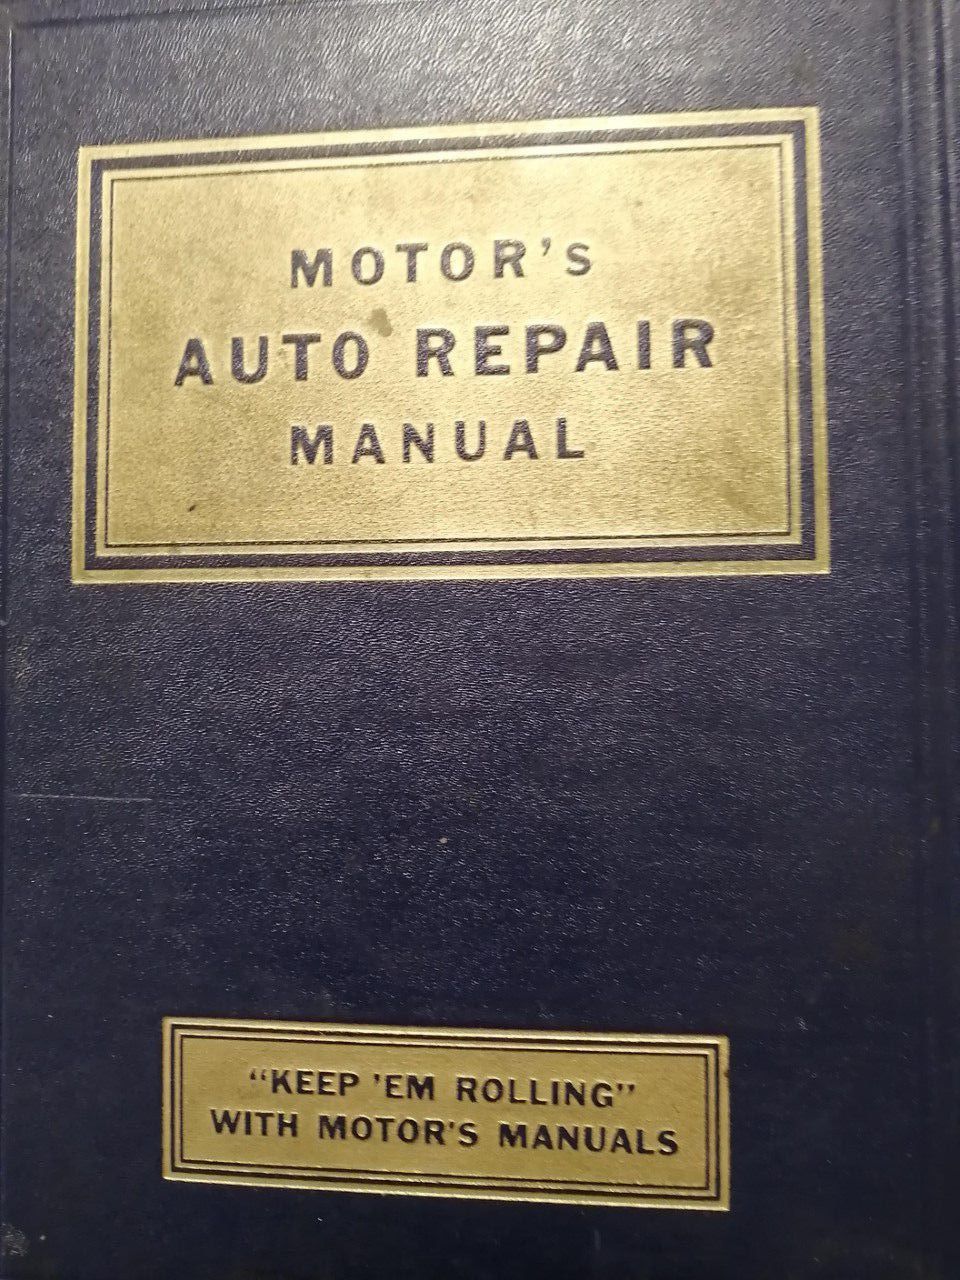 MOTOR'S
AUTO REPAIR
MANUAL
"KEEP 'EM ROLLING"
WITH MOTOR'S MANUALS